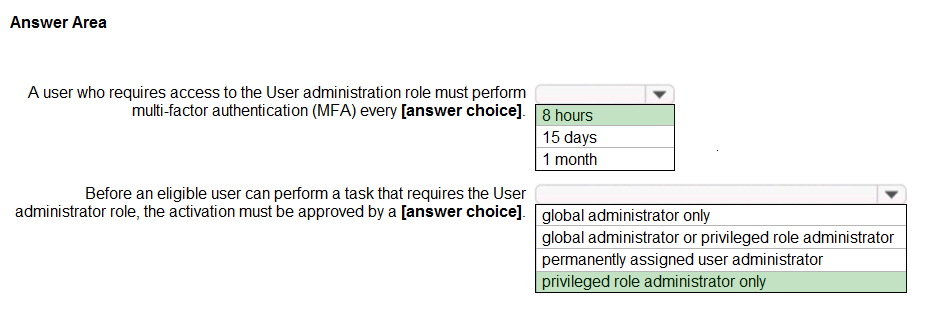 Answer Area
A user who requires access to the User administration role must perform
multi-factor authentication (MFA) every [answer choice].
8 hours
15 days
1 month
Before an eligible user can perform a task that requires the User
administrator role, the activation must be approved by a [answer choice].
global administrator only
global administrator or privileged role administrator
permanently assigned user administrator
privileged role administrator only